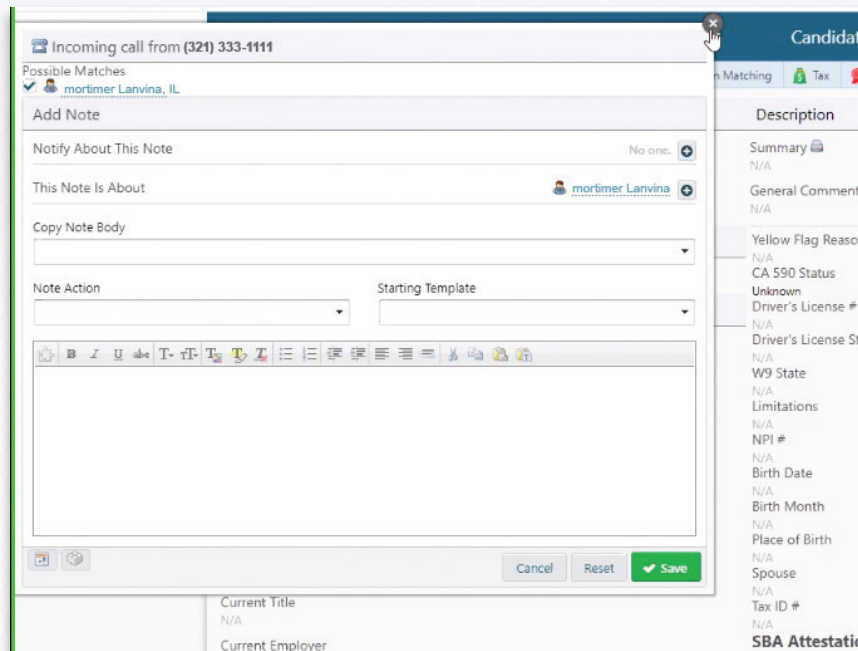 Candidat
Incoming call from (321) 333-1111
Possible Matches
mortimer Lanvina, IL
Add Note
Notify About This Note No one.
This Note Is About mortimer Lanvina
Copy Note Body
Note Action Starting Template
B I U abc
Cancel Reset Save
Current Title
N/A
Current Employer
n Matching Tax
Description
Summary
N/A
General Comment
N/A
Yellow Flag Reaso
N/A
CA 590 Status
Unknown
Driver's License #
N/A
Driver's License St
N/A
W9 State
N/A
Limitations
N/A
NPI #
N/A
Birth Date
N/A
Birth Month
N/A
Place of Birth
N/A
Spouse
N/A
Tax ID #
N/A
SBA Attestatio